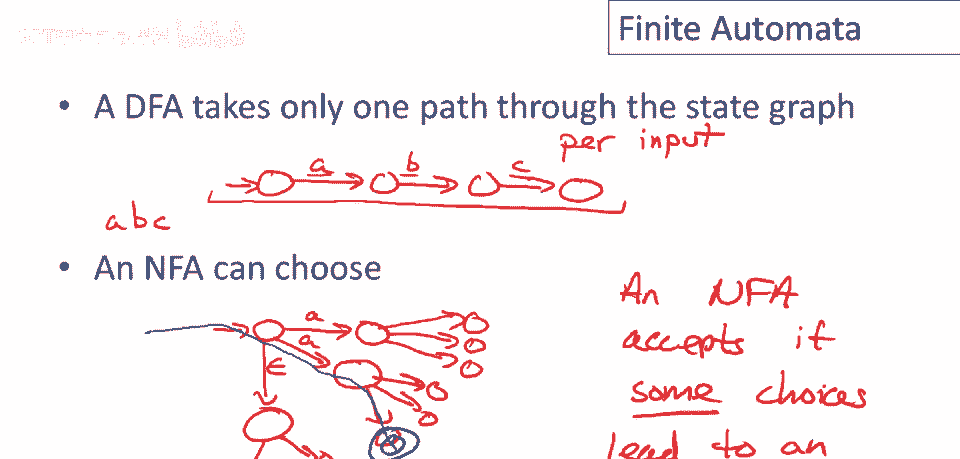 Finite Automata
• A DFA takes only one path through the state graph
per input
a b c
abc
• An NFA can choose
a
a
ε
An NFA
accepts if
some choices
lead to an